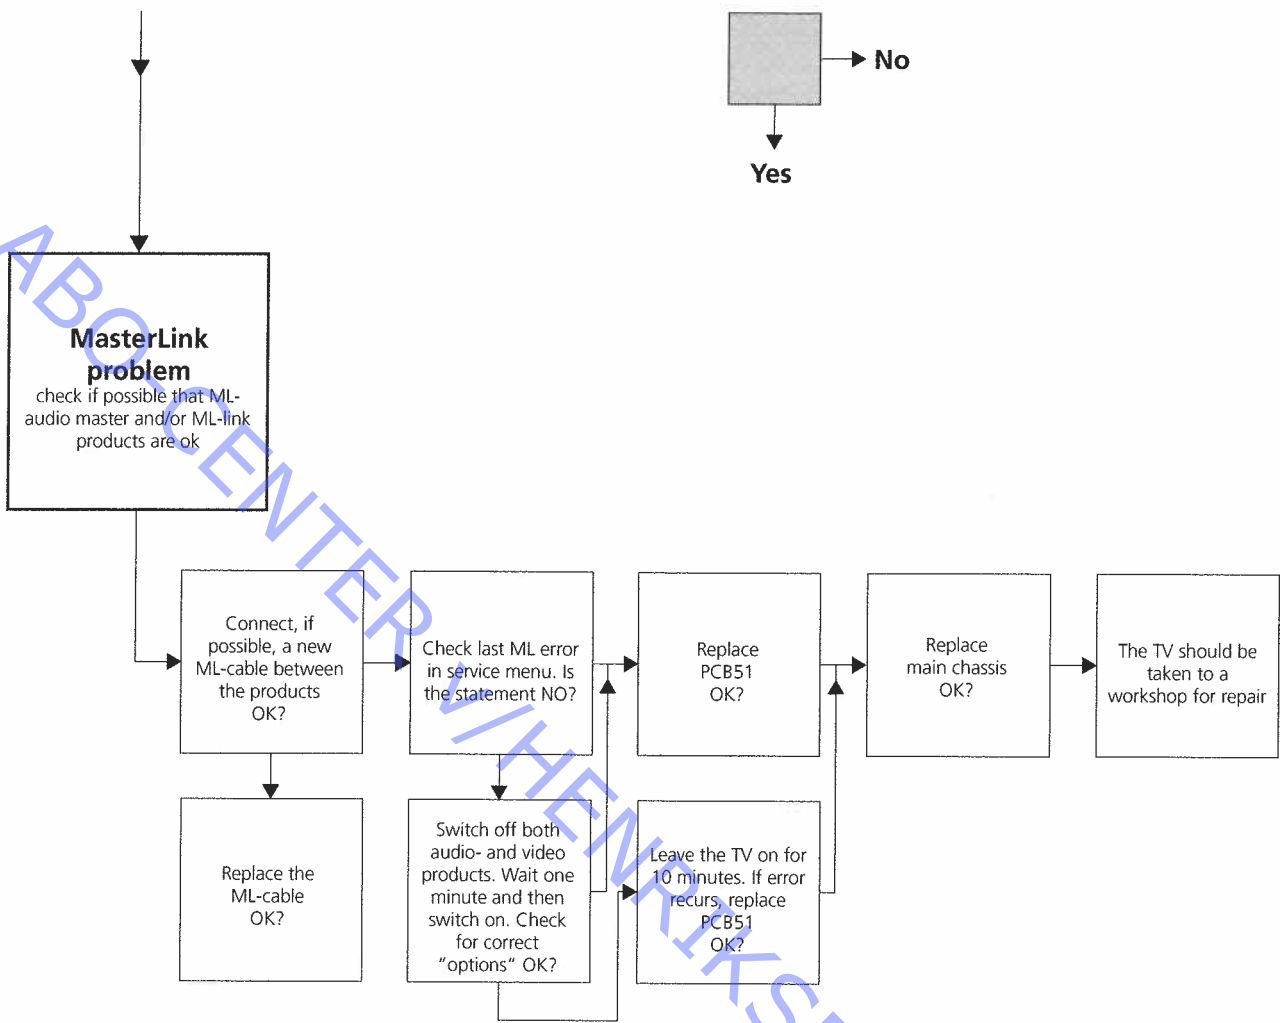 No
Yes
MasterLink
problem
check if possible that ML-
audio master and/or ML-link
products are ok
Connect, if
possible, a new
ML-cable between
the products
OK?
Check last ML error
in service menu. Is
the statement NO?
Replace
PCB51
OK?
Replace
main chassis
OK?
The TV should be
taken to a
workshop for repair
Replace the
ML-cable
OK?
Switch off both
audio- and video
products. Wait one
minute and then
switch on. Check
for correct
"options" OK?
Leave the TV on for
10 minutes. If error
recurs, replace
PCB51
OK?
ABO-CENTER v/HENRIKS